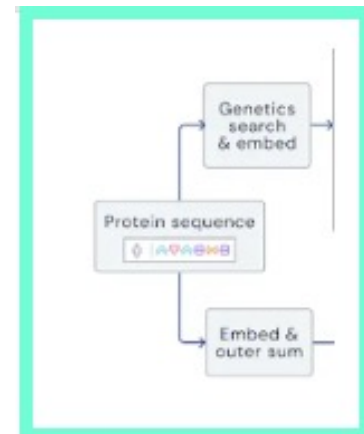 Genetics
search
& embed
Protein sequence
Embed &
outer sum